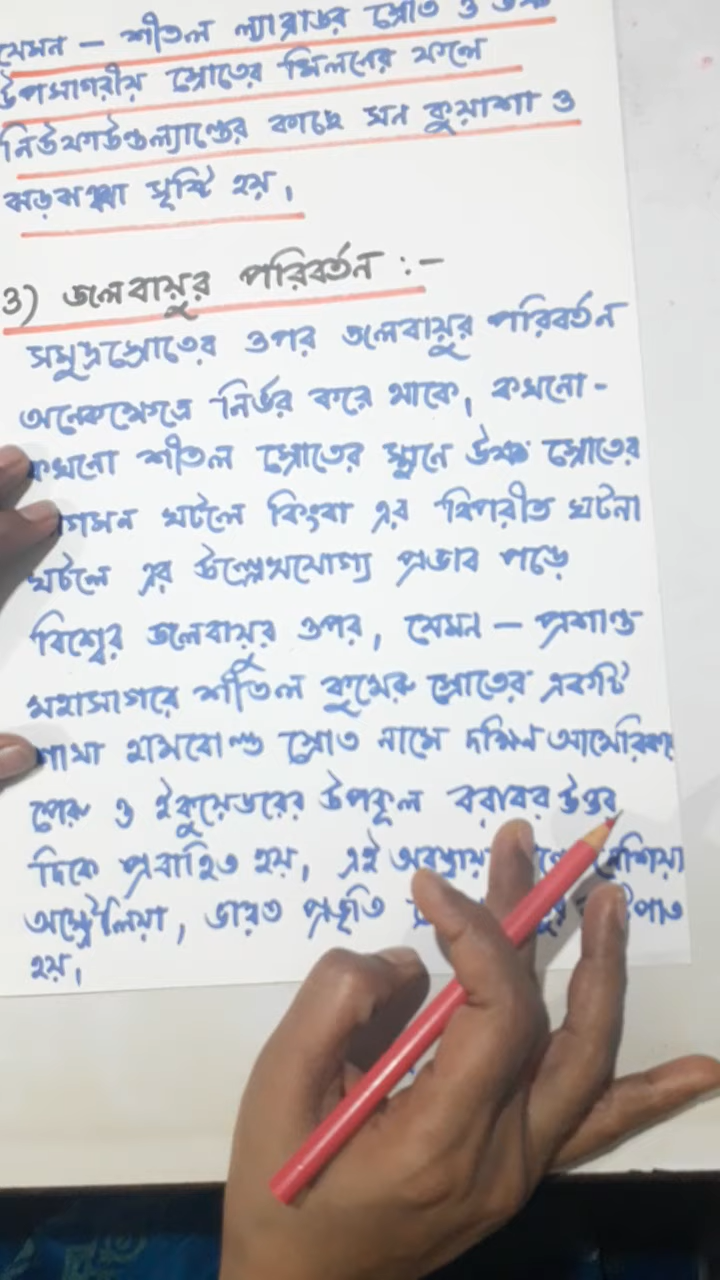 যেমন – শীতল ল্যাব্রাডর স্রোত ও উষ্ণ
উপসাগরীয় স্রোতের মিলনের ফলে
নিউফাউন্ডল্যান্ডের কাছে ঘন কুয়াশা ও
ঝড়ঝঞ্ঝা সৃষ্টি হয়।
3) জলবায়ুর পরিবর্তন :-
সমুদ্রস্রোতের ওপর জলবায়ুর পরিবর্তন
অনেকক্ষেত্রে নির্ভর করে থাকে, কখনো-
কখনো শীতল স্রোতের স্থানে উষ্ণ স্রোতের
গমন ঘটলে কিংবা এর বিপরীত ঘটনা
ঘটলে এর উল্লেখযোগ্য প্রভাব পড়ে
বিশ্বের জলবায়ুর ওপর, যেমন – প্রশান্ত
মহাসাগরে শীতল কুমেরু স্রোতের একটি
শাখা হামবোল্ড স্রোত নামে দক্ষিন আমেরিকা
পেরু ও ইকুয়েডরের উপকূল বরাবর উত্তর
দিকে প্রবাহিত হয়, এই অবস্থায়
অস্ট্রেলিয়া, ভারত প্রভৃতি
হয়।